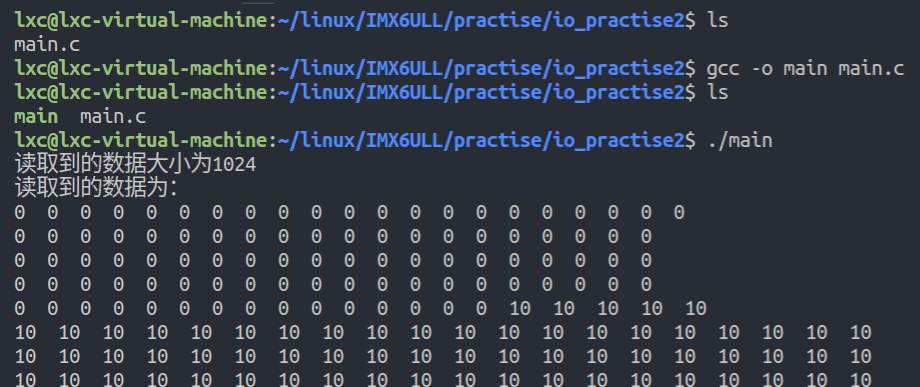 lxc@lxc-virtual-machine:~/linux/IMX6ULL/practise/io_practise2$ ls
main.c
lxc@lxc-virtual-machine:~/linux/IMX6ULL/practise/io_practise2$ gcc -o main main.c
lxc@lxc-virtual-machine:~/linux/IMX6ULL/practise/io_practise2$ ls
main  main.c
lxc@lxc-virtual-machine:~/linux/IMX6ULL/practise/io_practise2$ ./main
读取到的数据大小为1024
读取到的数据为:
0 0 0 0 0 0 0 0 0 0 0 0 0 0 0 0 0 0 0 0 0
0 0 0 0 0 0 0 0 0 0 0 0 0 0 0 0 0 0 0 0
0 0 0 0 0 0 0 0 0 0 0 0 0 0 0 0 0 0 0 0
0 0 0 0 0 0 0 0 0 0 0 0 0 0 0 0 0 0 0 0
0 0 0 0 0 0 0 0 0 0 0 0 0 0 0 10 10 10 10 10
10 10 10 10 10 10 10 10 10 10 10 10 10 10 10 10 10 10 10 10
10 10 10 10 10 10 10 10 10 10 10 10 10 10 10 10 10 10 10 10
10 10 10 10 10 10 10 10 10 10 10 10 10 10 10 10 10 10 10 10